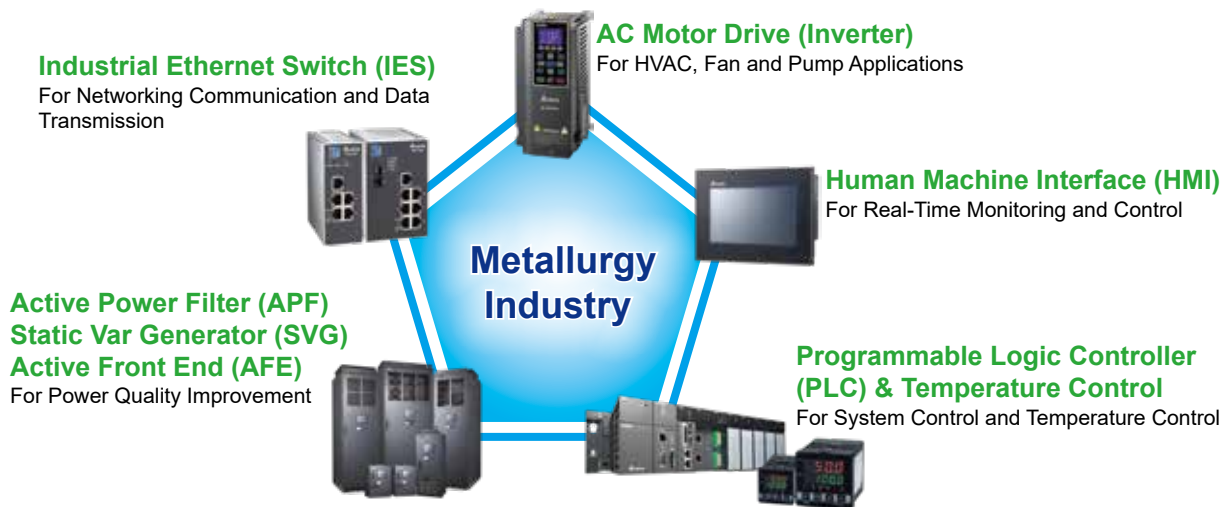 AC Motor Drive (Inverter)
For HVAC, Fan and Pump Applications
Industrial Ethernet Switch (IES)
For Networking Communication and Data
Transmission
Human Machine Interface (HMI)
For Real-Time Monitoring and Control
Metallurgy
Industry
Active Power Filter (APF)
Static Var Generator (SVG)
Active Front End (AFE)
For Power Quality Improvement
Programmable Logic Controller
(PLC) & Temperature Control
For System Control and Temperature Control